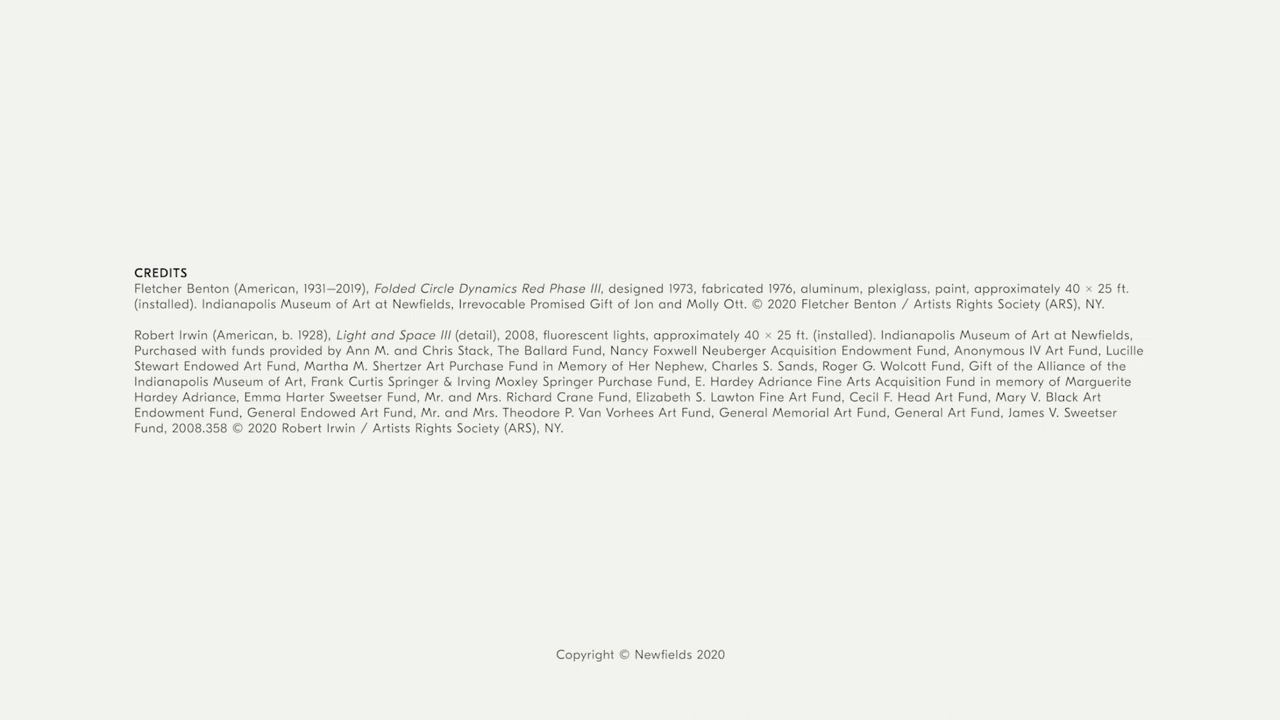 CREDITS
Fletcher Benton (American, 1931–2019), Folded Circle Dynamics Red Phase III, designed 1973, fabricated 1976, aluminum, plexiglass, paint, approximately 40 × 25 ft.
(installed). Indianapolis Museum of Art at Newfields, Irrevocable Promised Gift of Jon and Molly Ott. © 2020 Fletcher Benton / Artists Rights Society (ARS), NY.
Robert Irwin (American, b. 1928), Light and Space III (detail), 2008, fluorescent lights, approximately 40 × 25 ft. (installed). Indianapolis Museum of Art at Newfields,
Purchased with funds provided by Ann M. and Chris Stack, The Ballard Fund, Nancy Foxwell Neuberger Acquisition Endowment Fund, Anonymous IV Art Fund, Lucille
Stewart Endowed Art Fund, Martha M. Shertzer Art Purchase Fund in Memory of Her Nephew, Charles S. Sands, Roger G. Wolcott Fund, Gift of the Alliance of the
Indianapolis Museum of Art, Frank Curtis Springer & Irving Moxley Springer Purchase Fund, E. Hardey Adriance Fine Arts Acquisition Fund in memory of Marguerite
Hardey Adriance, Emma Harter Sweetser Fund, Mr. and Mrs. Richard Crane Fund, Elizabeth S. Lawton Fine Art Fund, Cecil F. Head Art Fund, Mary V. Black Art
Endowment Fund, General Endowed Art Fund, Mr. and Mrs. Theodore P. Van Vorhees Art Fund, General Memorial Art Fund, General Art Fund, James V. Sweetser
Fund, 2008.358 © 2020 Robert Irwin / Artists Rights Society (ARS), NY.
Copyright © Newfields 2020